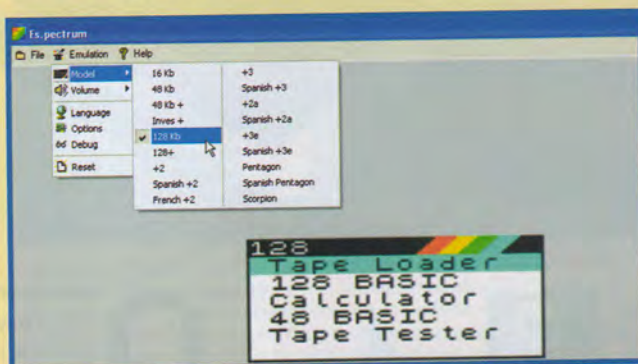 Es.pectrum
File Emulation Help
Model
Volume
Language
Options
Debug
Reset
16 Kb
48 Kb
48 Kb +
Inves +
128 Kb
128+
+2
Spanish +2
French +2
+3
Spanish +3
+2a
Spanish +2a
+3e
Spanish +3e
Pentagon
Spanish Pentagon
Scorpion
128
Tape Loader
128 BASIC
Calculator
48 BASIC
Tape Tester